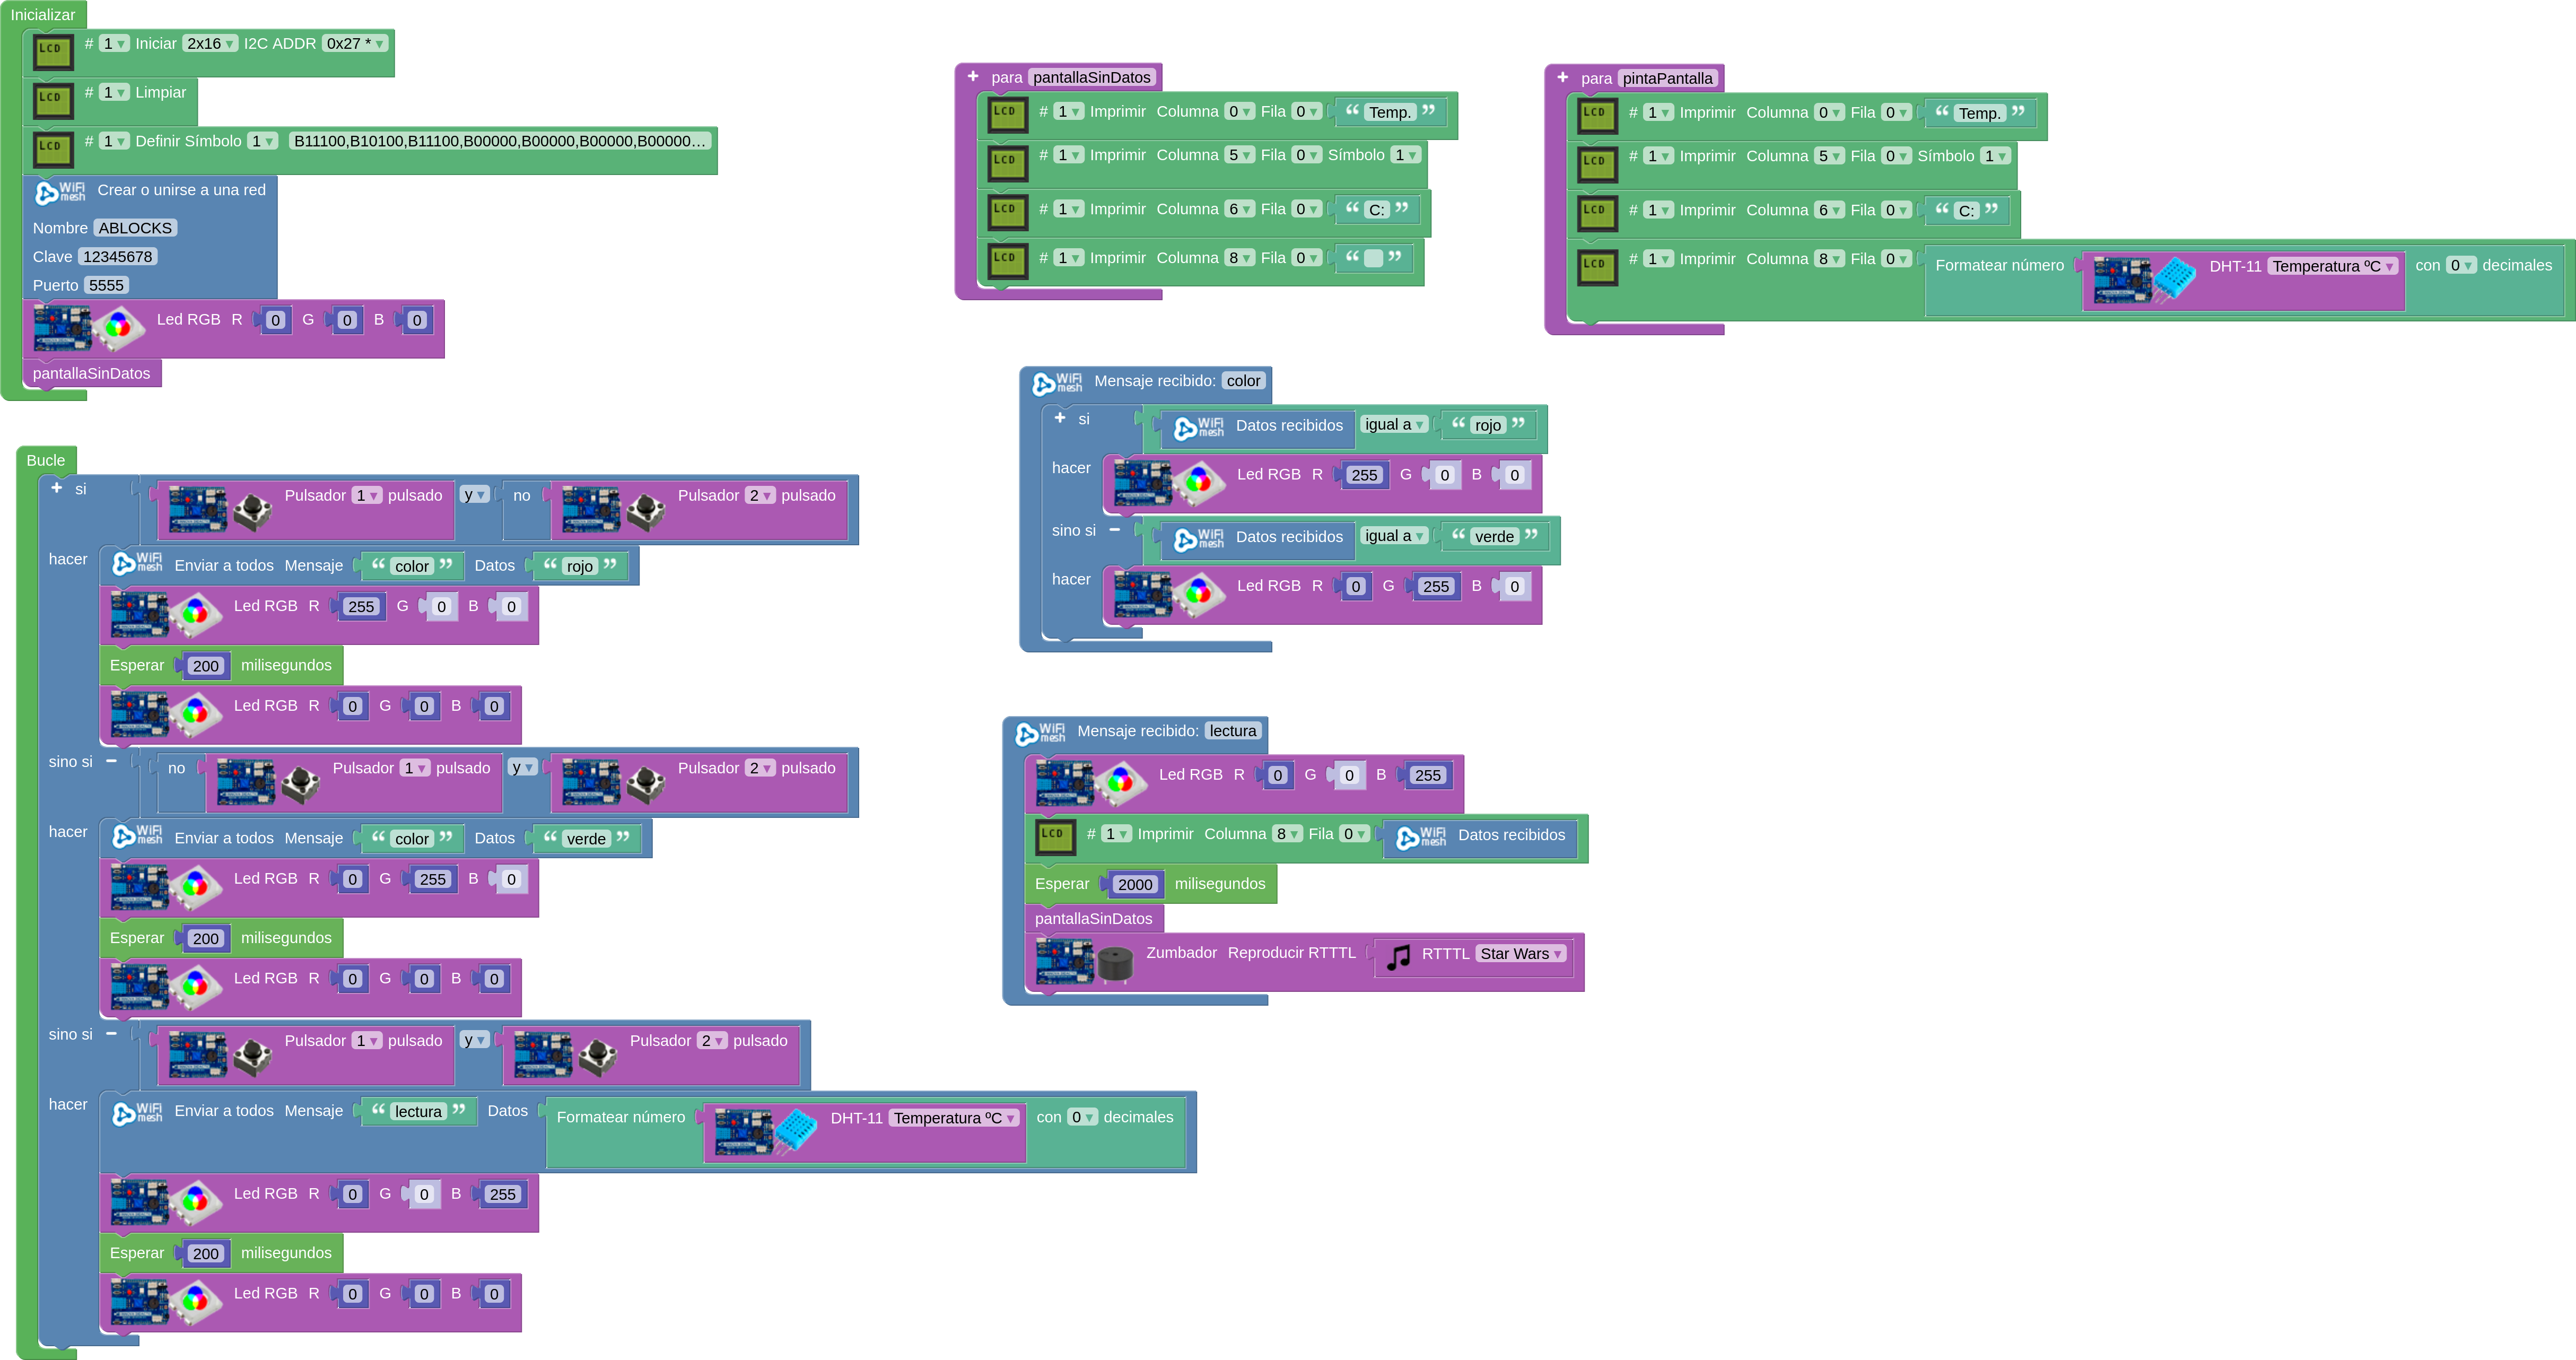 Inicializar
LCD # 1 Iniciar 2x16 I2C ADDR 0x27 *
LCD # 1 Limpiar
LCD # 1 Definir Símbolo 1 B11100,B10100,B11100,B00000,B00000,B00000,B00000…
WiFi mesh Crear o unirse a una red
Nombre ABLOCKS
Clave 12345678
Puerto 5555
Led RGB R 0 G 0 B 0
pantallaSinDatos
Bucle
si Pulsador 1 pulsado y no Pulsador 2 pulsado
hacer WiFi mesh Enviar a todos Mensaje “ color ” Datos “ rojo ”
Led RGB R 255 G 0 B 0
Esperar 200 milisegundos
Led RGB R 0 G 0 B 0
sino si no Pulsador 1 pulsado y Pulsador 2 pulsado
hacer WiFi mesh Enviar a todos Mensaje “ color ” Datos “ verde ”
Led RGB R 0 G 255 B 0
Esperar 200 milisegundos
Led RGB R 0 G 0 B 0
sino si Pulsador 1 pulsado y Pulsador 2 pulsado
hacer WiFi mesh Enviar a todos Mensaje “ lectura ” Datos Formatear número DHT-11 Temperatura ºC con 0 decimales
Led RGB R 0 G 0 B 255
Esperar 200 milisegundos
Led RGB R 0 G 0 B 0
para pantallaSinDatos
LCD # 1 Imprimir Columna 0 Fila 0 “ Temp. ”
LCD # 1 Imprimir Columna 5 Fila 0 Símbolo 1
LCD # 1 Imprimir Columna 6 Fila 0 “ C: ”
LCD # 1 Imprimir Columna 8 Fila 0 “ ”
para pintaPantalla
LCD # 1 Imprimir Columna 0 Fila 0 “ Temp. ”
LCD # 1 Imprimir Columna 5 Fila 0 Símbolo 1
LCD # 1 Imprimir Columna 6 Fila 0 “ C: ”
LCD # 1 Imprimir Columna 8 Fila 0 Formatear número DHT-11 Temperatura ºC con 0 decimales
WiFi mesh Mensaje recibido: color
si WiFi mesh Datos recibidos igual a “ rojo ”
hacer Led RGB R 255 G 0 B 0
sino si WiFi mesh Datos recibidos igual a “ verde ”
hacer Led RGB R 0 G 255 B 0
WiFi mesh Mensaje recibido: lectura
Led RGB R 0 G 0 B 255
LCD # 1 Imprimir Columna 8 Fila 0 WiFi mesh Datos recibidos
Esperar 2000 milisegundos
pantallaSinDatos
Zumbador Reproducir RTTTL RTTTL Star Wars